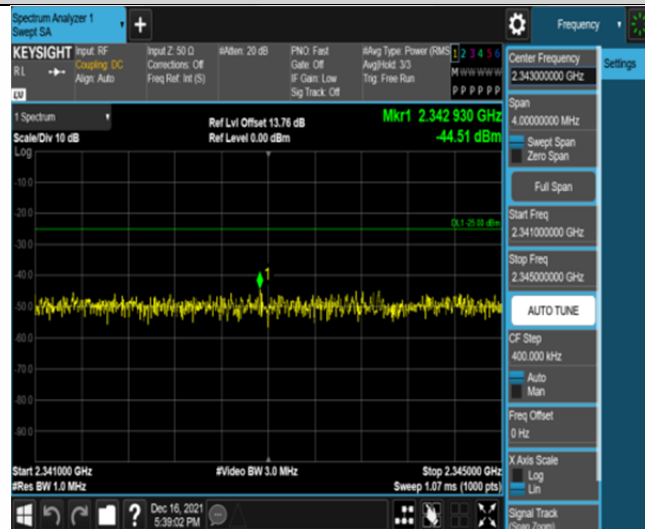 Spectrum Analyzer 1
Swept SA
Frequency
KEYSIGHT
RL
Input: RF
Coupling: DC
Align: Auto
Input Z: 50 Ω
Corrections: Off
Freq Ref: Int (S)
#Atten: 20 dB
PNO: Fast
Gate: Off
IF Gain: Low
Sig Track: Off
#Avg Type: Power (RMS
Avg|Hold: 3/3
Trig: Free Run
1 2 3 4 5 6
M W W W W W
P P P P P P
LXI
1 Spectrum
Scale/Div 10 dB
Log
Ref Lvl Offset 13.76 dB
Ref Level 0.00 dBm
Mkr1 2.342 930 GHz
-44.51 dBm
-10.0
-20.0
DL1 -25.00 dBm
-30.0
-40.0
1
-50.0
-60.0
-70.0
-80.0
-90.0
Start 2.341000 GHz
#Res BW 1.0 MHz
#Video BW 3.0 MHz
Stop 2.345000 GHz
Sweep 1.07 ms (1000 pts)
Dec 16, 2021
5:39:02 PM
Center Frequency
2.343000000 GHz
Settings
Span
4.00000000 MHz
Swept Span
Zero Span
Full Span
Start Freq
2.341000000 GHz
Stop Freq
2.345000000 GHz
AUTO TUNE
CF Step
400.000 kHz
Auto
Man
Freq Offset
0 Hz
X Axis Scale
Log
Lin
Signal Track
(Span Zoom)